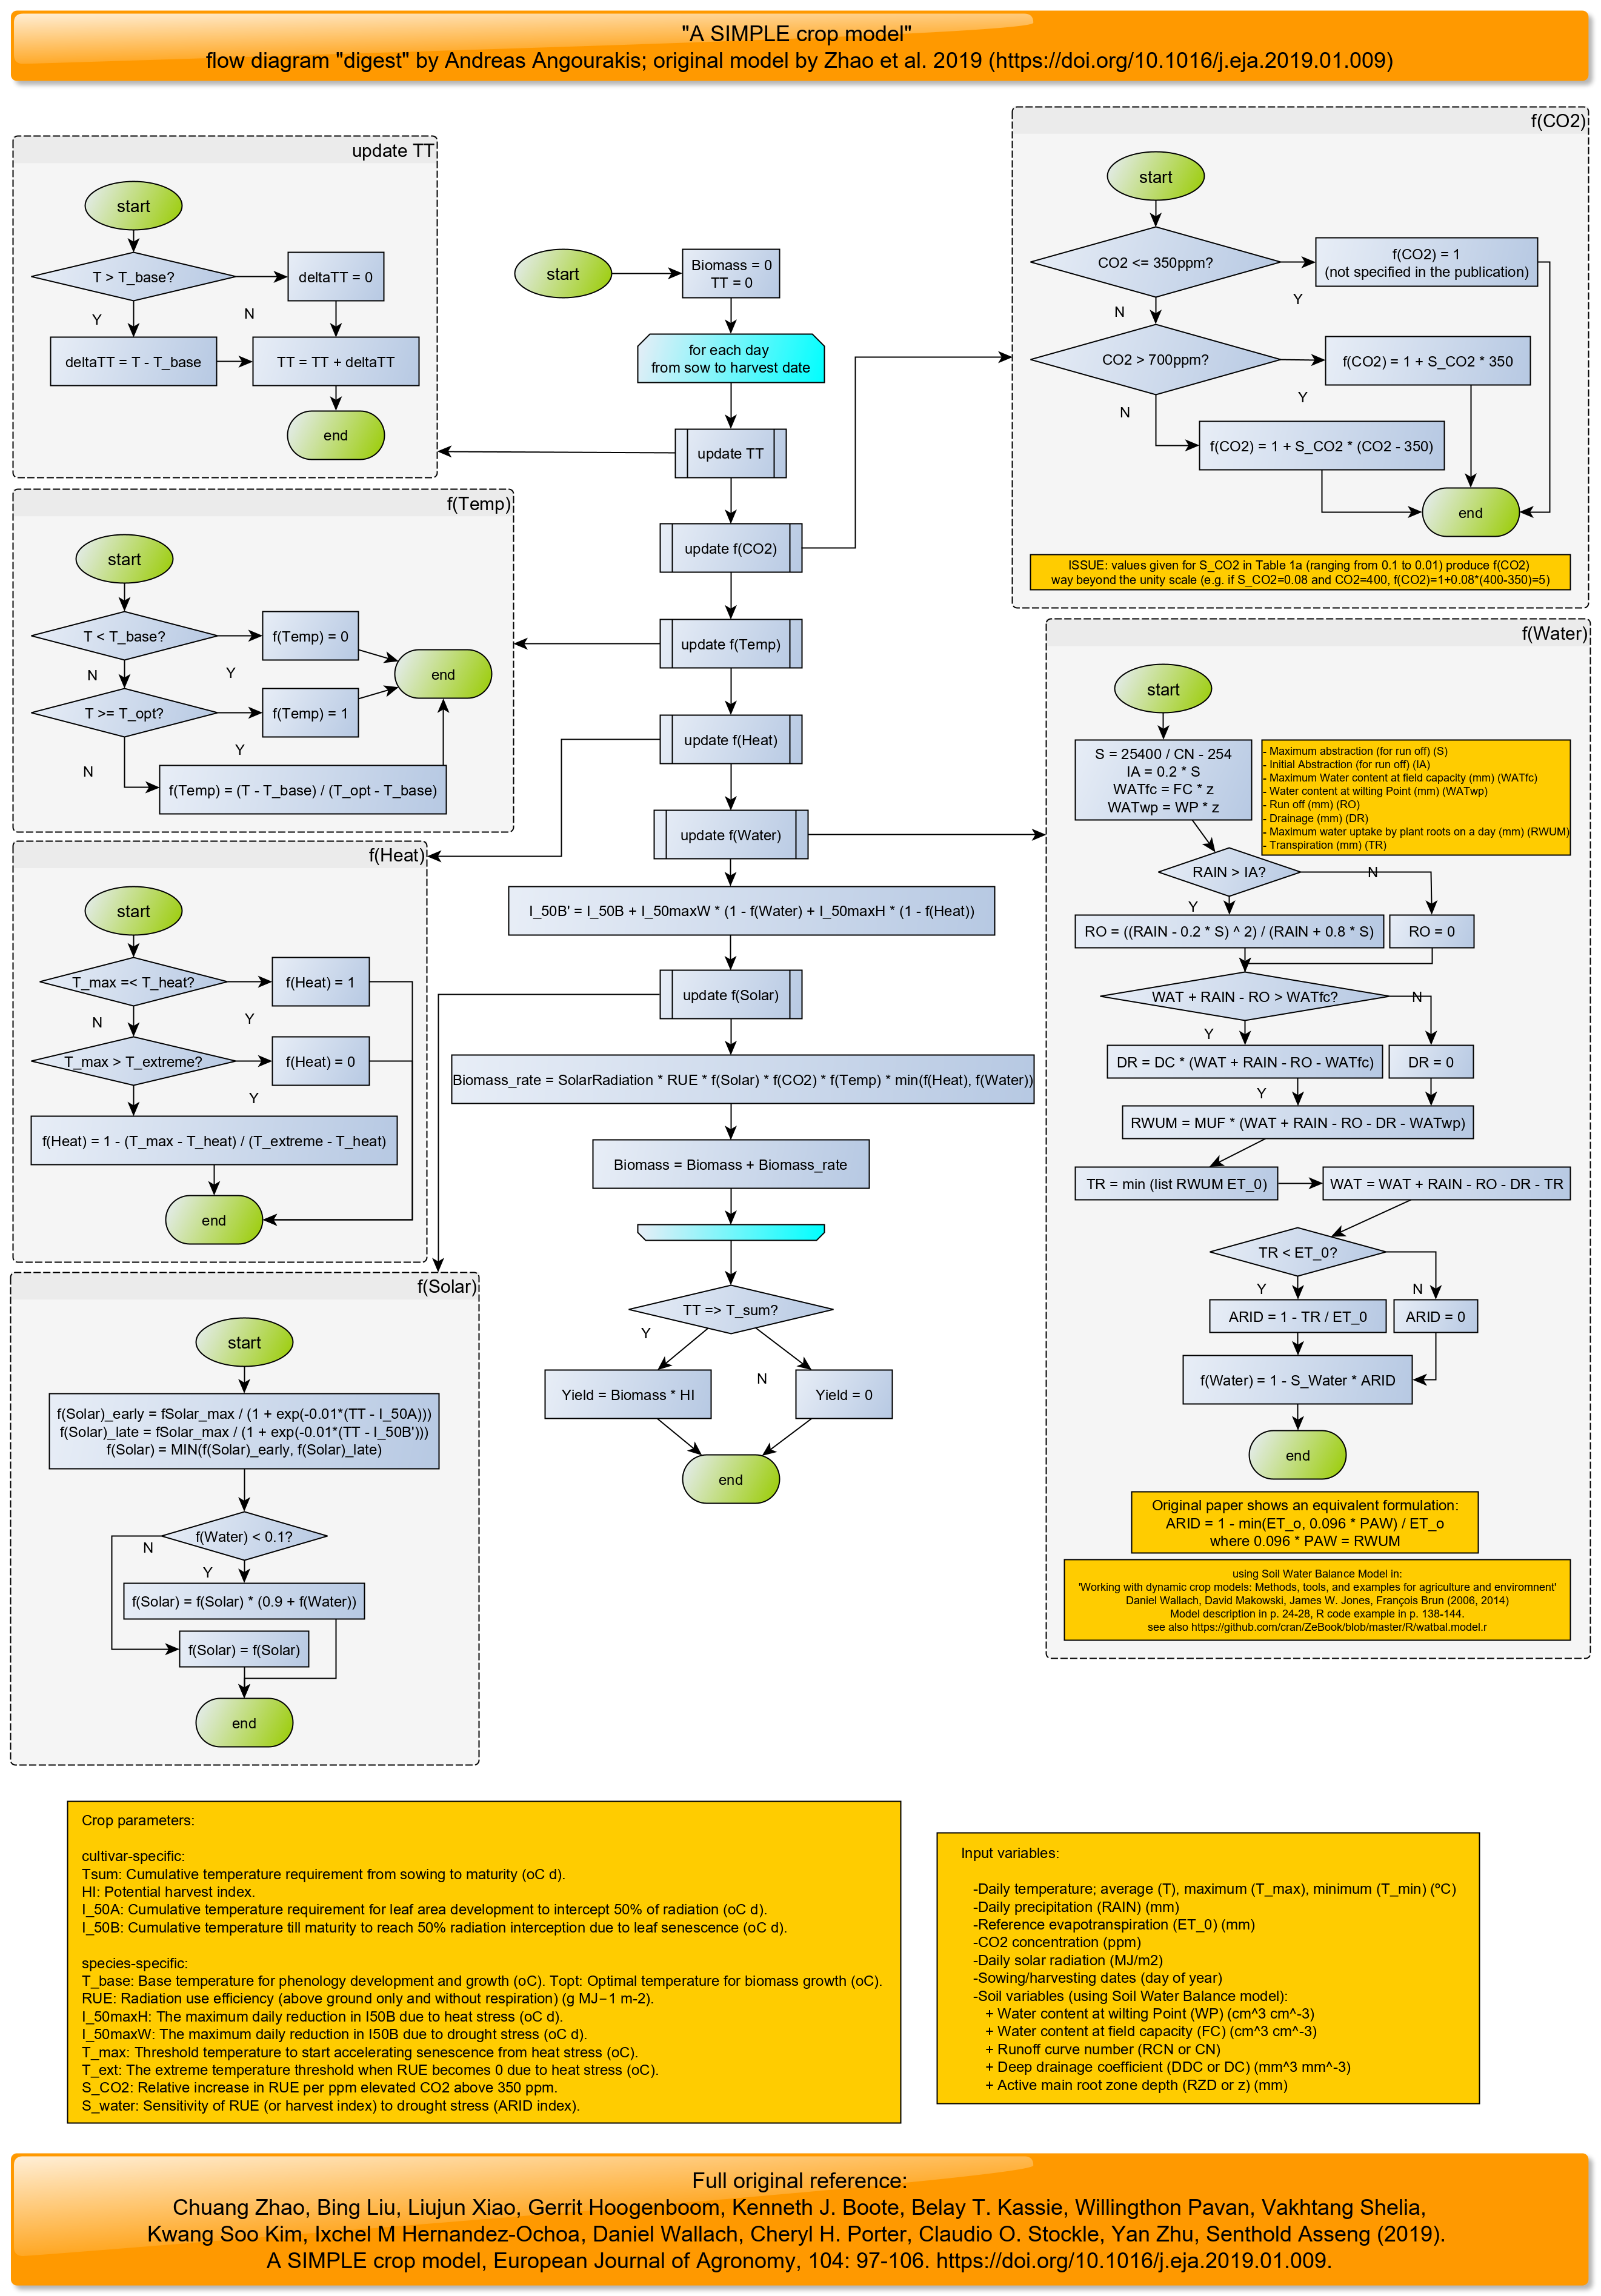 "A SIMPLE crop model"
flow diagram "digest" by Andreas Angourakis; original model by Zhao et al. 2019 (https://doi.org/10.1016/j.eja.2019.01.009)
update TT
start
T > T_base?
deltaTT = 0
Y
N
deltaTT = T - T_base
TT = TT + deltaTT
end
start
Biomass = 0
TT = 0
for each day
from sow to harvest date
update TT
update f(CO2)
update f(Temp)
update f(Heat)
update f(Water)
I_50B' = I_50B + I_50maxW * (1 - f(Water) + I_50maxH * (1 - f(Heat))
update f(Solar)
Biomass_rate = SolarRadiation * RUE * f(Solar) * f(CO2) * f(Temp) * min(f(Heat), f(Water))
Biomass = Biomass + Biomass_rate
TT => T_sum?
Y
N
Yield = Biomass * HI
Yield = 0
end
f(CO2)
start
CO2 <= 350ppm?
f(CO2) = 1
(not specified in the publication)
Y
N
CO2 > 700ppm?
f(CO2) = 1 + S_CO2 * 350
Y
N
f(CO2) = 1 + S_CO2 * (CO2 - 350)
end
ISSUE: values given for S_CO2 in Table 1a (ranging from 0.1 to 0.01) produce f(CO2)
way beyond the unity scale (e.g. if S_CO2=0.08 and CO2=400, f(CO2)=1+0.08*(400-350)=5)
f(Temp)
start
T < T_base?
f(Temp) = 0
N
Y
end
T >= T_opt?
f(Temp) = 1
Y
N
f(Temp) = (T - T_base) / (T_opt - T_base)
f(Heat)
start
T_max =< T_heat?
f(Heat) = 1
N
Y
T_max > T_extreme?
f(Heat) = 0
Y
f(Heat) = 1 - (T_max - T_heat) / (T_extreme - T_heat)
end
f(Solar)
start
f(Solar)_early = fSolar_max / (1 + exp(-0.01*(TT - I_50A)))
f(Solar)_late = fSolar_max / (1 + exp(-0.01*(TT - I_50B')))
f(Solar) = MIN(f(Solar)_early, f(Solar)_late)
f(Water) < 0.1?
N
Y
f(Solar) = f(Solar) * (0.9 + f(Water))
f(Solar) = f(Solar)
end
f(Water)
start
S = 25400 / CN - 254
IA = 0.2 * S
WATfc = FC * z
WATwp = WP * z
- Maximum abstraction (for run off) (S)
- Initial Abstraction (for run off) (IA)
- Maximum Water content at field capacity (mm) (WATfc)
- Water content at wilting Point (mm) (WATwp)
- Run off (mm) (RO)
- Drainage (mm) (DR)
- Maximum water uptake by plant roots on a day (mm) (RWUM)
- Transpiration (mm) (TR)
RAIN > IA?
N
Y
RO = ((RAIN - 0.2 * S) ^ 2) / (RAIN + 0.8 * S)
RO = 0
WAT + RAIN - RO > WATfc?
N
Y
DR = DC * (WAT + RAIN - RO - WATfc)
DR = 0
Y
RWUM = MUF * (WAT + RAIN - RO - DR - WATwp)
TR = min (list RWUM ET_0)
WAT = WAT + RAIN - RO - DR - TR
TR < ET_0?
Y
N
ARID = 1 - TR / ET_0
ARID = 0
f(Water) = 1 - S_Water * ARID
end
Original paper shows an equivalent formulation:
ARID = 1 - min(ET_o, 0.096 * PAW) / ET_o
where 0.096 * PAW = RWUM
using Soil Water Balance Model in:
'Working with dynamic crop models: Methods, tools, and examples for agriculture and enviromnent'
Daniel Wallach, David Makowski, James W. Jones, François Brun (2006, 2014)
Model description in p. 24-28, R code example in p. 138-144.
see also https://github.com/cran/ZeBook/blob/master/R/watbal.model.r
Crop parameters:
cultivar-specific:
Tsum: Cumulative temperature requirement from sowing to maturity (oC d).
HI: Potential harvest index.
I_50A: Cumulative temperature requirement for leaf area development to intercept 50% of radiation (oC d).
I_50B: Cumulative temperature till maturity to reach 50% radiation interception due to leaf senescence (oC d).
species-specific:
T_base: Base temperature for phenology development and growth (oC). Topt: Optimal temperature for biomass growth (oC).
RUE: Radiation use efficiency (above ground only and without respiration) (g MJ−1 m-2).
I_50maxH: The maximum daily reduction in I50B due to heat stress (oC d).
I_50maxW: The maximum daily reduction in I50B due to drought stress (oC d).
T_max: Threshold temperature to start accelerating senescence from heat stress (oC).
T_ext: The extreme temperature threshold when RUE becomes 0 due to heat stress (oC).
S_CO2: Relative increase in RUE per ppm elevated CO2 above 350 ppm.
S_water: Sensitivity of RUE (or harvest index) to drought stress (ARID index).
Input variables:
-Daily temperature; average (T), maximum (T_max), minimum (T_min) (ºC)
-Daily precipitation (RAIN) (mm)
-Reference evapotranspiration (ET_0) (mm)
-CO2 concentration (ppm)
-Daily solar radiation (MJ/m2)
-Sowing/harvesting dates (day of year)
-Soil variables (using Soil Water Balance model):
+ Water content at wilting Point (WP) (cm^3 cm^-3)
+ Water content at field capacity (FC) (cm^3 cm^-3)
+ Runoff curve number (RCN or CN)
+ Deep drainage coefficient (DDC or DC) (mm^3 mm^-3)
+ Active main root zone depth (RZD or z) (mm)
Full original reference:
Chuang Zhao, Bing Liu, Liujun Xiao, Gerrit Hoogenboom, Kenneth J. Boote, Belay T. Kassie, Willingthon Pavan, Vakhtang Shelia,
Kwang Soo Kim, Ixchel M Hernandez-Ochoa, Daniel Wallach, Cheryl H. Porter, Claudio O. Stockle, Yan Zhu, Senthold Asseng (2019).
A SIMPLE crop model, European Journal of Agronomy, 104: 97-106. https://doi.org/10.1016/j.eja.2019.01.009.